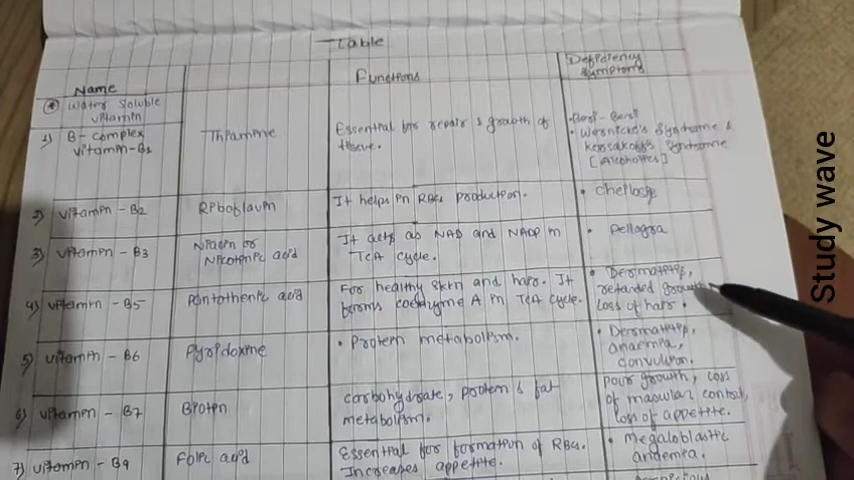 Table
Name
Functions
Deficiency Symptoms
* Water Soluble vitamin
1) B-complex vitamin-B1
Thiamine
Essential for repair & growth of tissue.
• Beri-Beri
• Wernicke's Syndrome & Korsakoff's Syndrome [Alcoholics]
2) vitamin - B2
Riboflavin
It helps in RBCs production.
• cheilosis
3) vitamin - B3
Niacin or Nicotinic acid
It acts as NAD and NADP in TCA cycle.
• Pellagra
4) vitamin - B5
Pantothenic acid
For healthy skin and hair. It forms coenzyme A in TCA cycle.
• Dermatitis, retarded growth Loss of hair.
5) vitamin - B6
Pyridoxine
• Protein metabolism.
• Dermatitis, anaemia, convulsion.
6) vitamin - B7
Biotin
carbohydrate, protein & fat metabolism.
Poor growth, loss of mascular control, loss of appetite.
7) vitamin - B9
Folic acid
Essential for formation of RBCs. Increases appetite.
• Megaloblastic anaemia.
Study wave